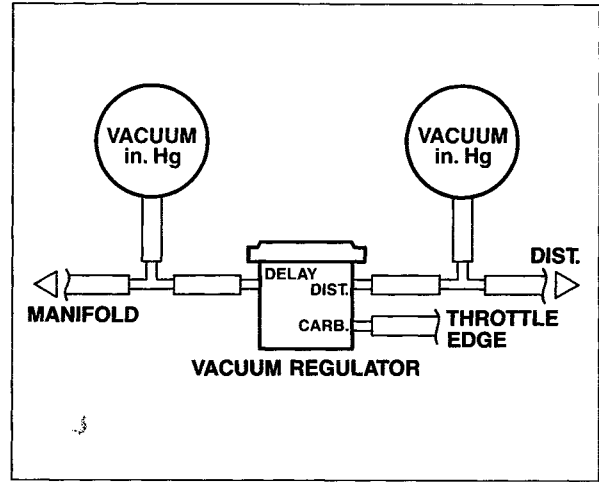 VACUUM
in. Hg
VACUUM
in. Hg
DELAY
DIST.
DIST.
MANIFOLD
CARB.
THROTTLE
EDGE
VACUUM REGULATOR